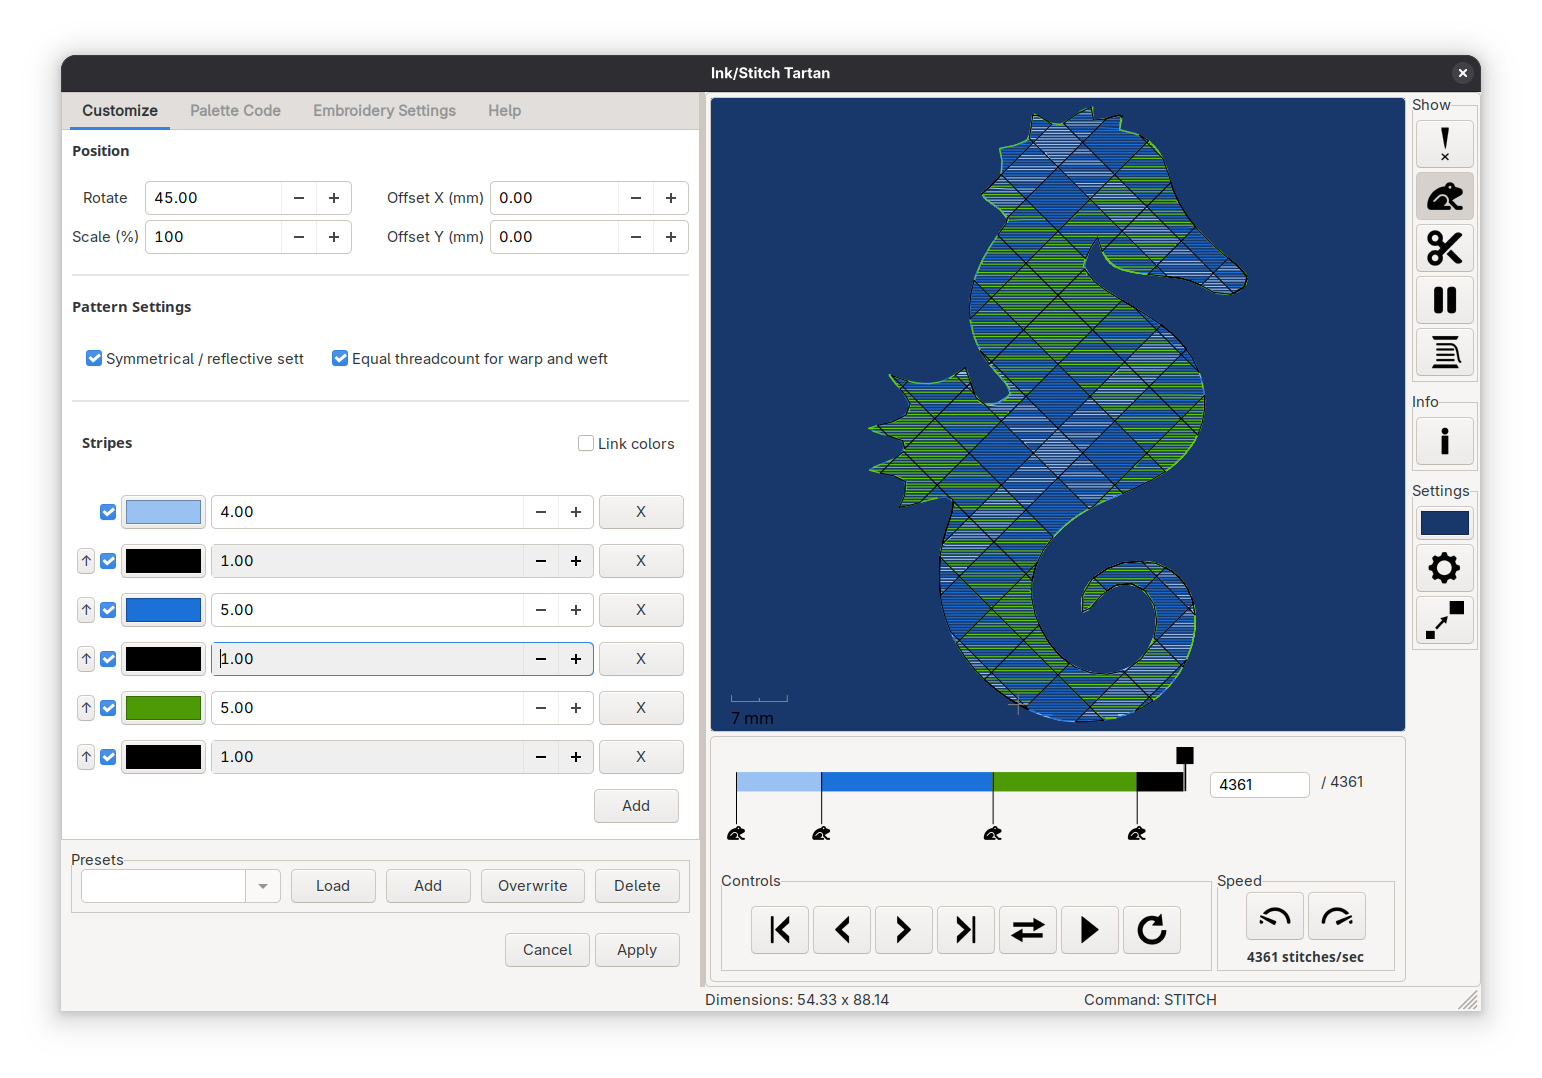 Ink/Stitch Tartan
Customize Palette Code Embroidery Settings Help
Position
Rotate 45.00 Offset X (mm) 0.00
Scale (%) 100 Offset Y (mm) 0.00
Pattern Settings
Symmetrical / reflective sett Equal threadcount for warp and weft
Stripes Link colors
4.00 X
1.00 X
5.00 X
1.00 X
5.00 X
1.00 X
Add
Presets
Load Add Overwrite Delete
Cancel Apply
7 mm
Show
Info
Settings
4361 / 4361
Controls
Speed
4361 stitches/sec
Dimensions: 54.33 x 88.14 Command: STITCH